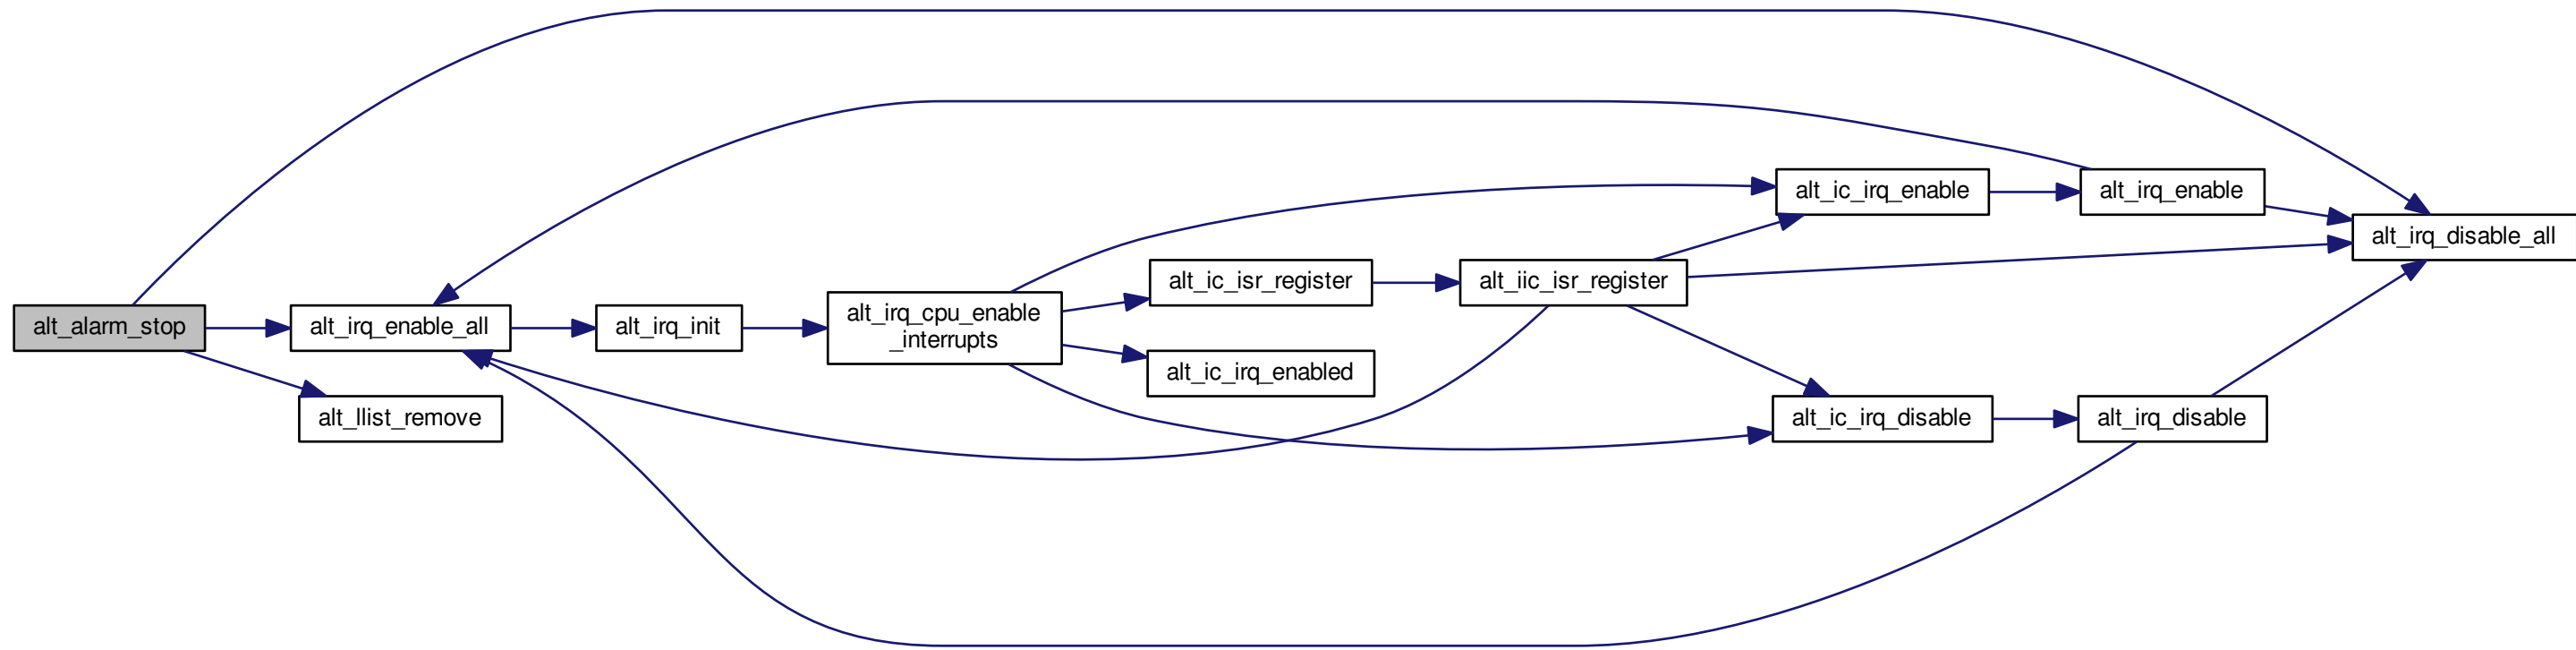 alt_alarm_stop
alt_irq_enable_all
alt_llist_remove
alt_irq_init
alt_irq_cpu_enable
_interrupts
alt_ic_isr_register
alt_ic_irq_enabled
alt_iic_isr_register
alt_ic_irq_enable
alt_ic_irq_disable
alt_irq_enable
alt_irq_disable
alt_irq_disable_all